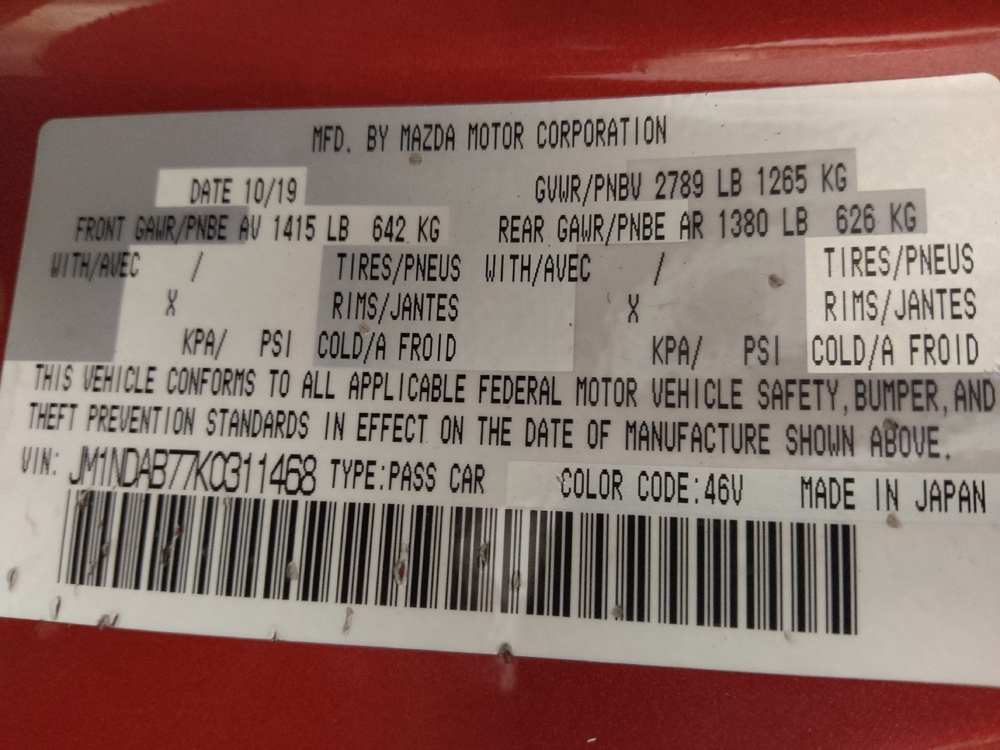 MFD. BY MAZDA MOTOR CORPORATION
DATE 10/19 GVWR/PNBV 2789 LB 1265 KG
FRONT GAWR/PNBE AV 1415 LB 642 KG REAR GAWR/PNBE AR 1380 LB 626 KG
WITH/AVEC / TIRES/PNEUS WITH/AVEC / TIRES/PNEUS
X RIMS/JANTES X RIMS/JANTES
KPA/ PSI COLD/A FROID KPA/ PSI COLD/A FROID
THIS VEHICLE CONFORMS TO ALL APPLICABLE FEDERAL MOTOR VEHICLE SAFETY, BUMPER, AND
THEFT PREVENTION STANDARDS IN EFFECT ON THE DATE OF MANUFACTURE SHOWN ABOVE.
VIN: JM1NDAB77K0311468 TYPE:PASS CAR COLOR CODE:46V MADE IN JAPAN